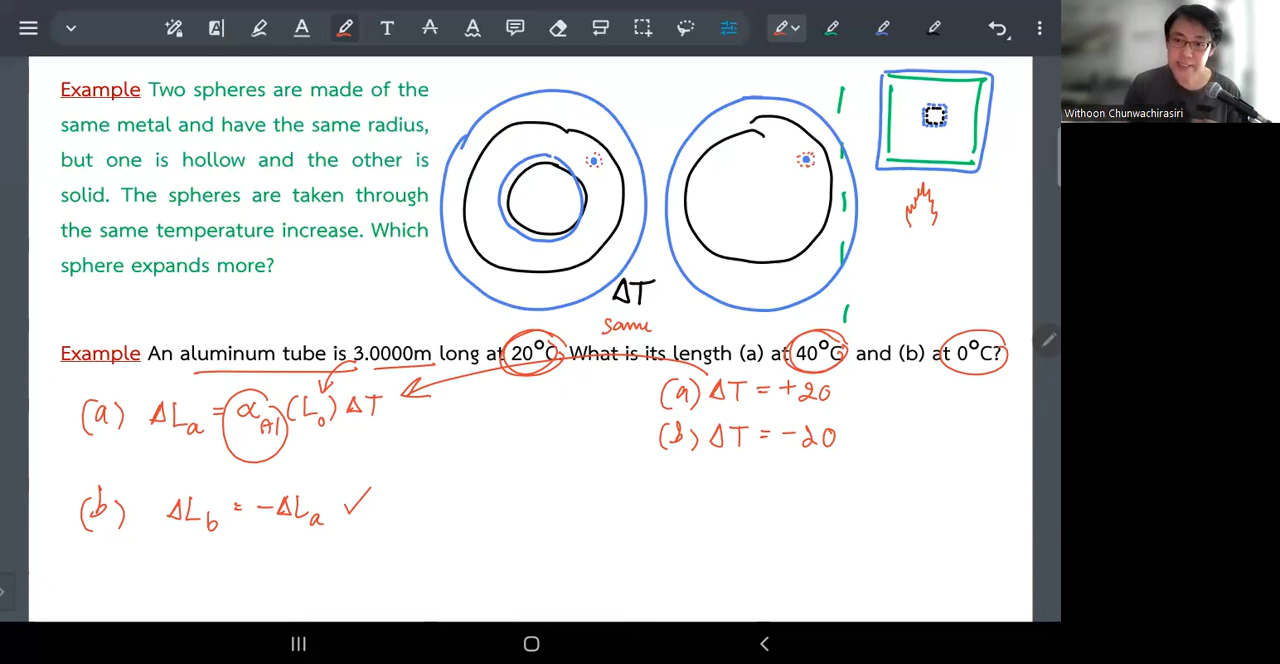 Withoon Chunwachirasiri
Example Two spheres are made of the
same metal and have the same radius,
but one is hollow and the other is
solid. The spheres are taken through
the same temperature increase. Which
sphere expands more?
ΔT
same
Example An aluminum tube is 3.0000m long at 20°C. What is its length (a) at 40°C and (b) at 0°C?
(a) ΔLa = αAl (L0) ΔT
(a) ΔT = +20
(b) ΔT = -20
(b) ΔLb = -ΔLa ✓